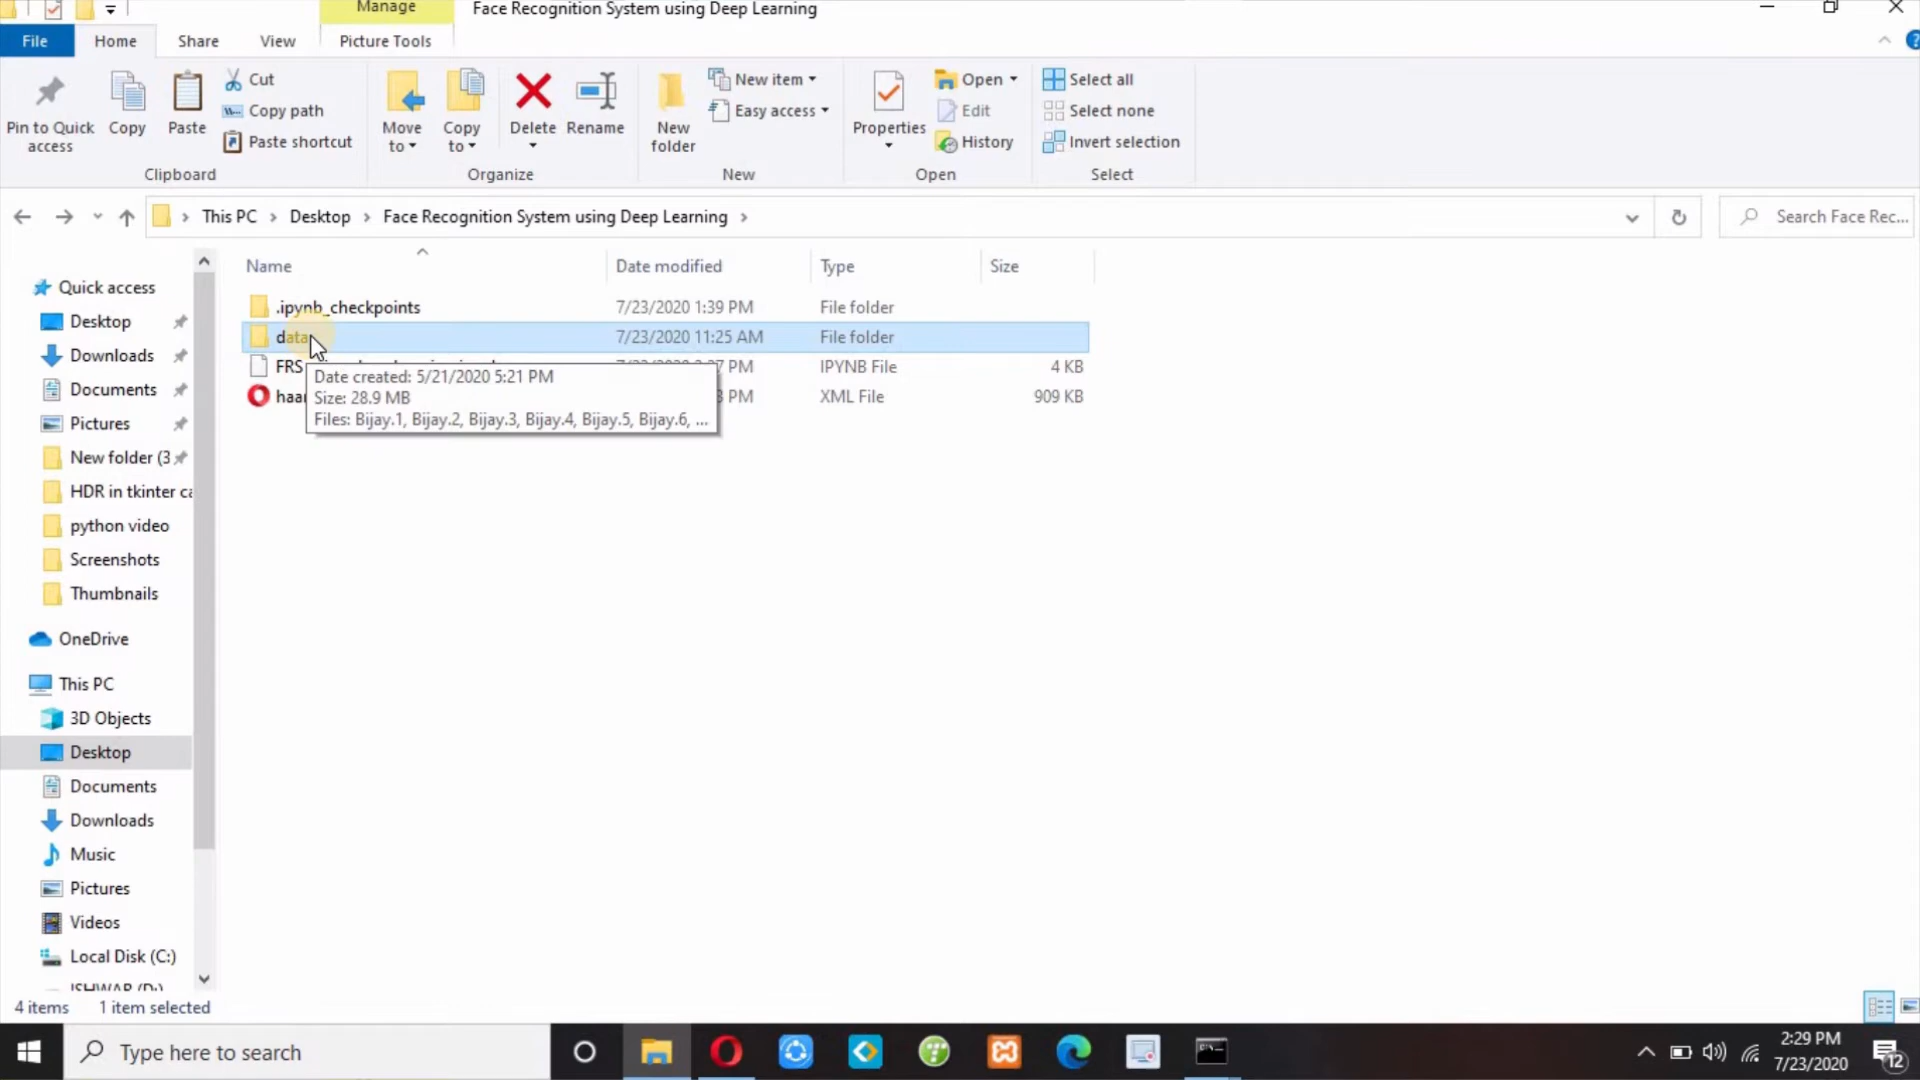 Manage
Face Recognition System using Deep Learning
File
Home
Share
View
Picture Tools
Pin to Quick access
Copy
Paste
Cut
Copy path
Paste shortcut
Move to
Copy to
Delete
Rename
New folder
New item
Easy access
Properties
Open
Edit
History
Select all
Select none
Invert selection
Clipboard
Organize
New
Open
Select
This PC > Desktop > Face Recognition System using Deep Learning >
Search Face Rec...
Name Date modified Type Size
.ipynb_checkpoints 7/23/2020 1:39 PM File folder
data 7/23/2020 11:25 AM File folder
FRS IPYNB File 4 KB
haar PM XML File 909 KB
Date created: 5/21/2020 5:21 PM
Size: 28.9 MB
Files: Bijay.1, Bijay.2, Bijay.3, Bijay.4, Bijay.5, Bijay.6, ...
Quick access
Desktop
Downloads
Documents
Pictures
New folder (3
HDR in tkinter ca
python video
Screenshots
Thumbnails
OneDrive
This PC
3D Objects
Desktop
Documents
Downloads
Music
Pictures
Videos
Local Disk (C:)
ISHWAR (D:)
4 items 1 item selected
Type here to search
2:29 PM
7/23/2020
12